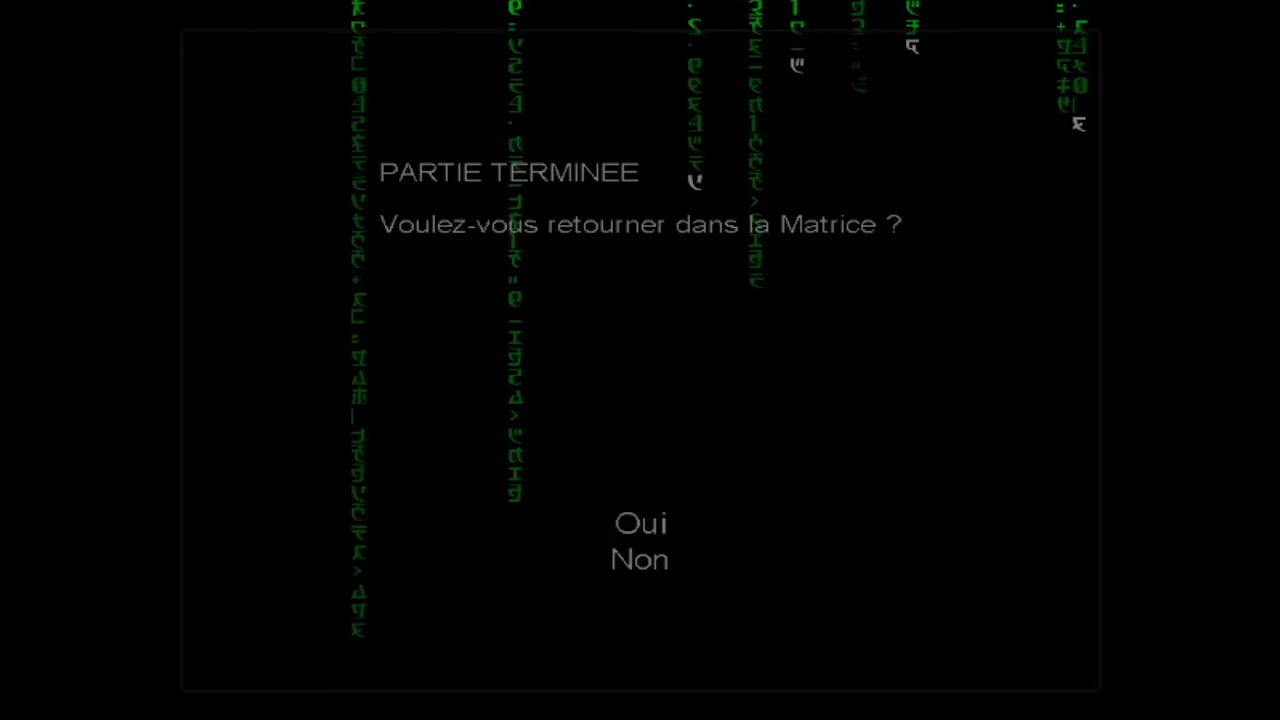 PARTIE TERMINEE
Voulez-vous retourner dans la Matrice ?
Oui
Non